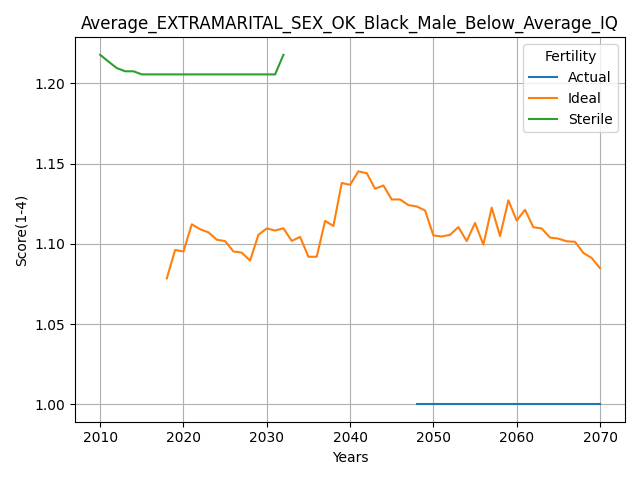 Average_EXTRAMARITAL_SEX_OK_Black_Male_Below_Average_IQ
Fertility
Actual
Ideal
Sterile
Score(1-4)
1.20
1.15
1.10
1.05
1.00
2010 2020 2030 2040 2050 2060 2070
Years